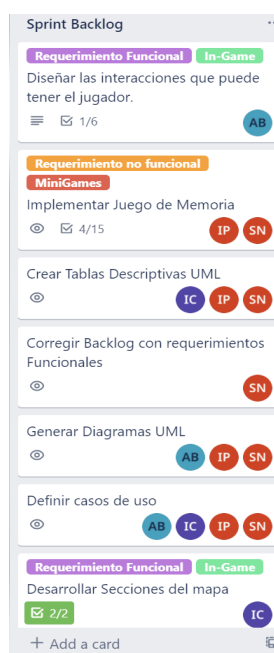 Sprint Backlog
Requerimiento Funcional In-Game
Diseñar las interacciones que puede
tener el jugador.
1/6 AB
Requerimiento no funcional
MiniGames
Implementar Juego de Memoria
4/15 IP SN
Crear Tablas Descriptivas UML
IC IP SN
Corregir Backlog con requerimientos
Funcionales
SN
Generar Diagramas UML
AB IP SN
Definir casos de uso
AB IC IP SN
Requerimiento Funcional In-Game
Desarrollar Secciones del mapa
2/2 IC
+ Add a card